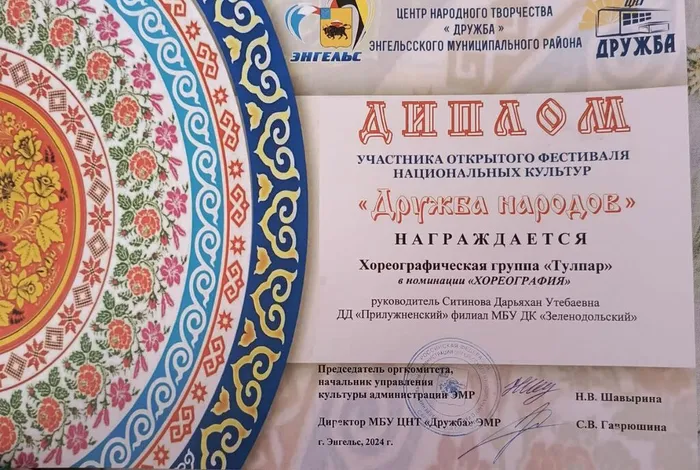 ЦЕНТР НАРОДНОГО ТВОРЧЕСТВА
« ДРУЖБА »
ЭНГЕЛЬССКОГО МУНИЦИПАЛЬНОГО РАЙОНА
ЭНГЕЛЬС
ЦНТ
ДРУЖБА
ДИПЛОМ
УЧАСТНИКА ОТКРЫТОГО ФЕСТИВАЛЯ
НАЦИОНАЛЬНЫХ КУЛЬТУР
«Дружба народов»
НАГРАЖДАЕТСЯ
Хореографическая группа «Тулпар»
в номинации «ХОРЕОГРАФИЯ»
руководитель Ситинова Дарьяхан Утебаевна
ДД «Прилужненский» филиал МБУ ДК «Зеленодольский»
Председатель оргкомитета,
начальник управления
культуры администрации ЭМР
Н.В. Шавырина
Директор МБУ ЦНТ «Дружба» ЭМР
С.В. Гаврюшина
г. Энгельс, 2024 г.